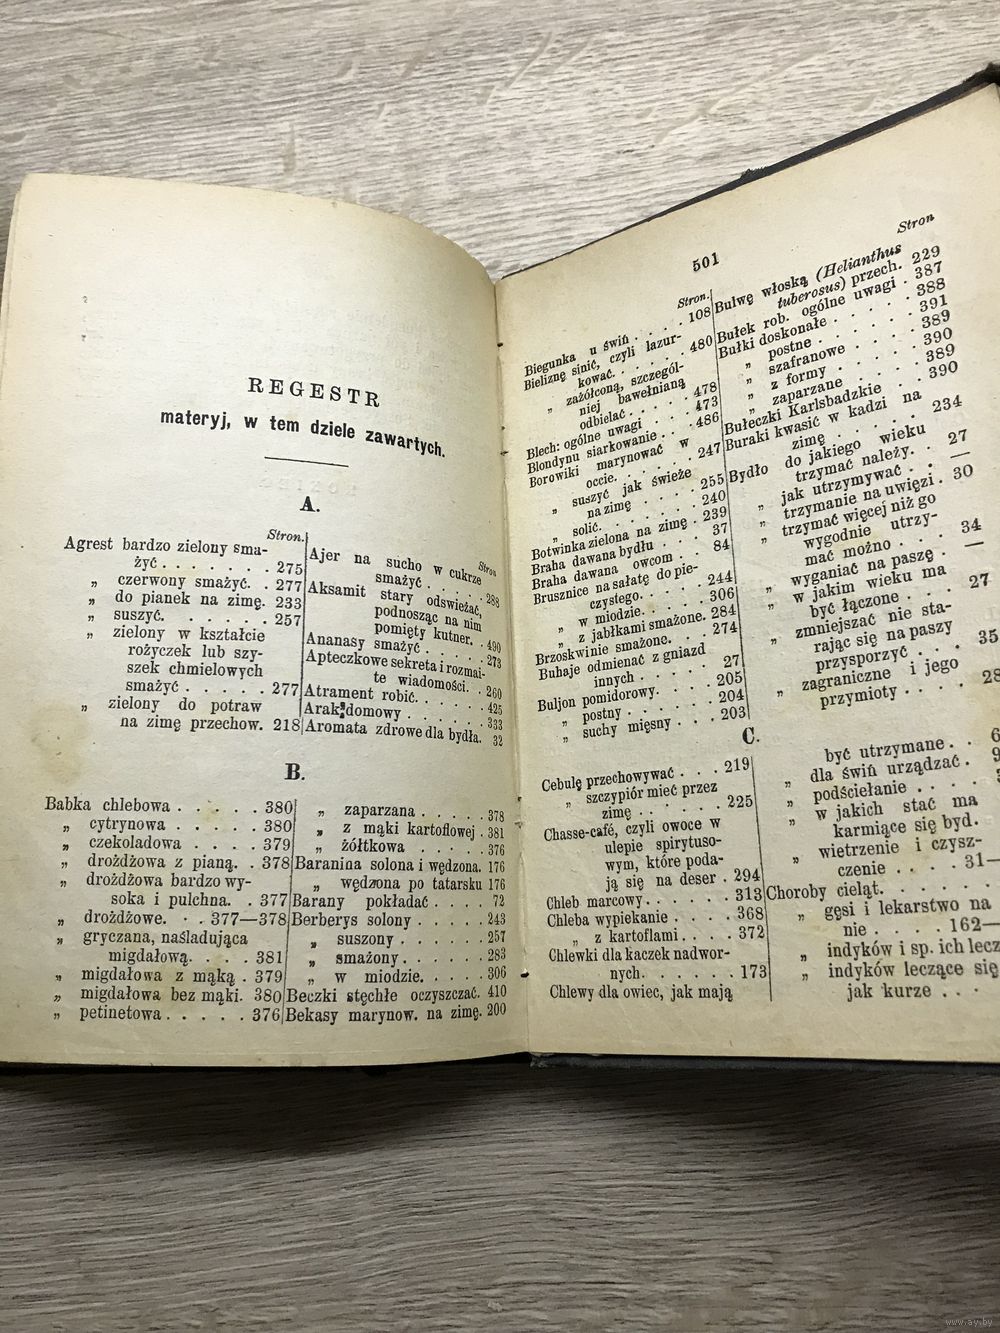 REGESTR
materyj, w tem dziele zawartych.
A.
Stron.
Agrest bardzo zielony sma-
żyć . . . . . . . 275
„ czerwony smażyć. . 277
„ do pianek na zimę. 233
„ suszyć. . . . . . 257
„ zielony w kształcie
rożyczek lub szy-
szek chmielowych
smażyć . . . . . 277
„ zielony do potraw
na zimę przechow. 218
Stron
Ajer na sucho w cukrze
smażyć . . . . 288
Aksamit stary odświeżać,
podnosząc na nim
pomięty kutner. . 490
Ananasy smażyć . . . . 273
Apteczkowe sekreta i rozmai-
te wiadomości. . 260
Atrament robić. . . . . 425
Arak domowy . . . . . . 333
Aromata zdrowe dla bydła. 32
B.
Babka chlebowa . . . . . 380
„ cytrynowa . . . . . 380
„ czekoladowa . . . . 379
„ drożdżowa z pianą. . 378
„ drożdżowa bardzo wy-
soka i pulchna. . 377
„ drożdżowe. . . 377—378
„ gryczana, naśladująca
migdałową. . . . 381
„ migdałowa z mąką . 379
„ migdałowa bez mąki. 380
„ petinetowa . . . . . 376
„ zaparzana . . . . . 378
„ z mąki kartoflowej . 381
„ żółtkowa . . . . . 376
Baranina solona i wędzona. 176
„ wędzona po tatarsku 176
Barany pokładać . . . . 72
Berberys solony . . . . . 243
„ suszony . . . . . . 257
„ smażony . . . . . . 283
„ w miodzie. . . . . 306
Beczki stęchłe oczyszczać. 410
Bekasy marynow. na zimę. 200
501
Stron.
Biegunka u świń . . . . 108
Bieliznę sinić, czyli lazur-
kować. . . . . . 480
„ zażółconą, szczegól-
niej bawełnianą
odbielać . . . . . 478
Blech: ogólne uwagi . . . 473
Blondynu siarkowanie . . . 486
Borowiki marynować w
occie. . . . . . 247
„ suszyć jak świeże
na zimę . . . . 255
„ solić. . . . . . . 240
Botwinka zielona na zimę . 239
Braha dawana bydłu . . . 37
Braha dawana owcom . . 84
Brusznice na sałatę do pie-
czystego. . . . . 244
„ w miodzie. . . . . 306
„ z jabłkami smażone. 284
Brzoskwinie smażone. . . 274
Buhaje odmienać z gniazd
innych . . . . . 27
Buljon pomidorowy. . . . 205
„ postny . . . . . . 204
„ suchy mięsny . . . 203
Stron
Bulwę włoską (Helianthus
tuberosus) przech. 229
Bułek rob. ogólne uwagi . 387
Bułki doskonałe . . . . . 388
„ postne . . . . . . 391
„ szafranowe . . . . 389
„ z formy . . . . . 390
„ zaparzane . . . . 389
Bułeczki Karlsbadzkie . . 390
Buraki kwasić w kadzi na
zimę . . . . . 234
Bydło do jakiego wieku
trzymać należy. . 27
„ jak utrzymywać . . —
„ trzymanie na uwięzi . 30
„ trzymać więcej niż go
wygodnie utrzy-
mać można . . . 34
„ wyganiać na paszę . —
„ w jakim wieku ma
być łączone . . . 27
„ zmniejszać nie sta-
rając się na paszy
przysporzyć . . . 35
„ zagraniczne i jego
przymioty . . . . 28
C.
Cebulę przechowywać . . . 219
„ szczypiór mieć przez
zimę . . . . . . 225
Chasse-café, czyli owoce w
ulepie spirytuso-
wym, które poda-
ją się na deser . 294
Chleb marcowy . . . . . 313
Chleba wypiekanie . . . . 368
„ z kartoflami. . . . 372
Chlewki dla kaczek nadwor-
nych. . . . . . . 173
Chlewy dla owiec, jak mają
być utrzymane. . 6
„ dla świń urządzać . 9
„ podściełanie . . . .
„ w jakich stać ma
karmiące się byd.
„ wietrzenie i czysz-
czenie . . . . 31—
Choroby cieląt. . . . . . .
„ gęsi i lekarstwo na
nie . . . . . 162—
„ indyków i sp. ich lecz
„ indyków leczące się
jak kurze . . . .
www.ay.by